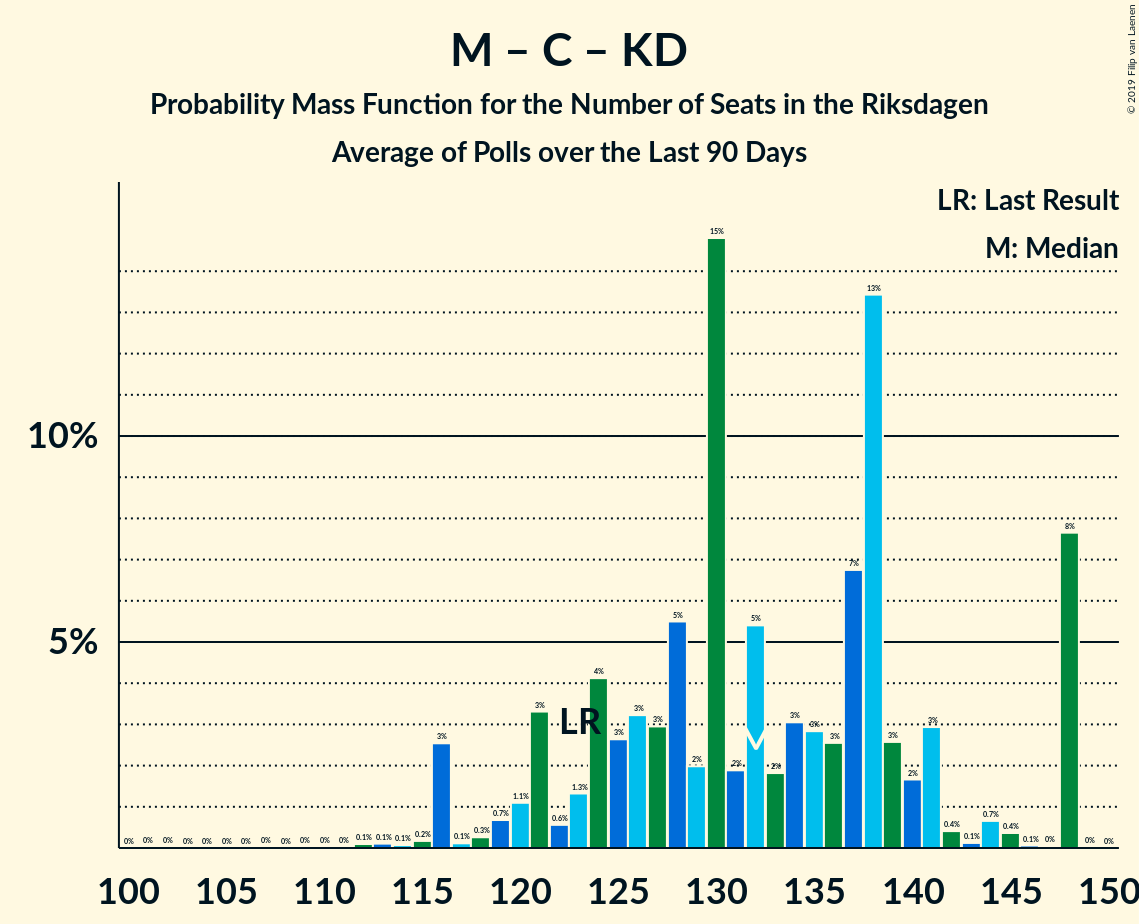 © 2019 Filip van Laenen
M – C – KD
Probability Mass Function for the Number of Seats in the Riksdagen
Average of Polls over the Last 90 Days
LR: Last Result
M: Median
10%
5%
LR
0% 0% 0% 0% 0% 0% 0% 0% 0% 0% 0% 0% 0.1% 0.1% 0.1% 0.2% 3% 0.1% 0.3% 0.7% 1.1% 3% 0.6% 1.3% 4% 3% 3% 3% 5% 2% 15% 2% 5% 2% 3% 3% 3% 7% 13% 3% 2% 3% 0.4% 0.1% 0.7% 0.4% 0.1% 0% 8% 0% 0%
100 105 110 115 120 125 130 135 140 145 150